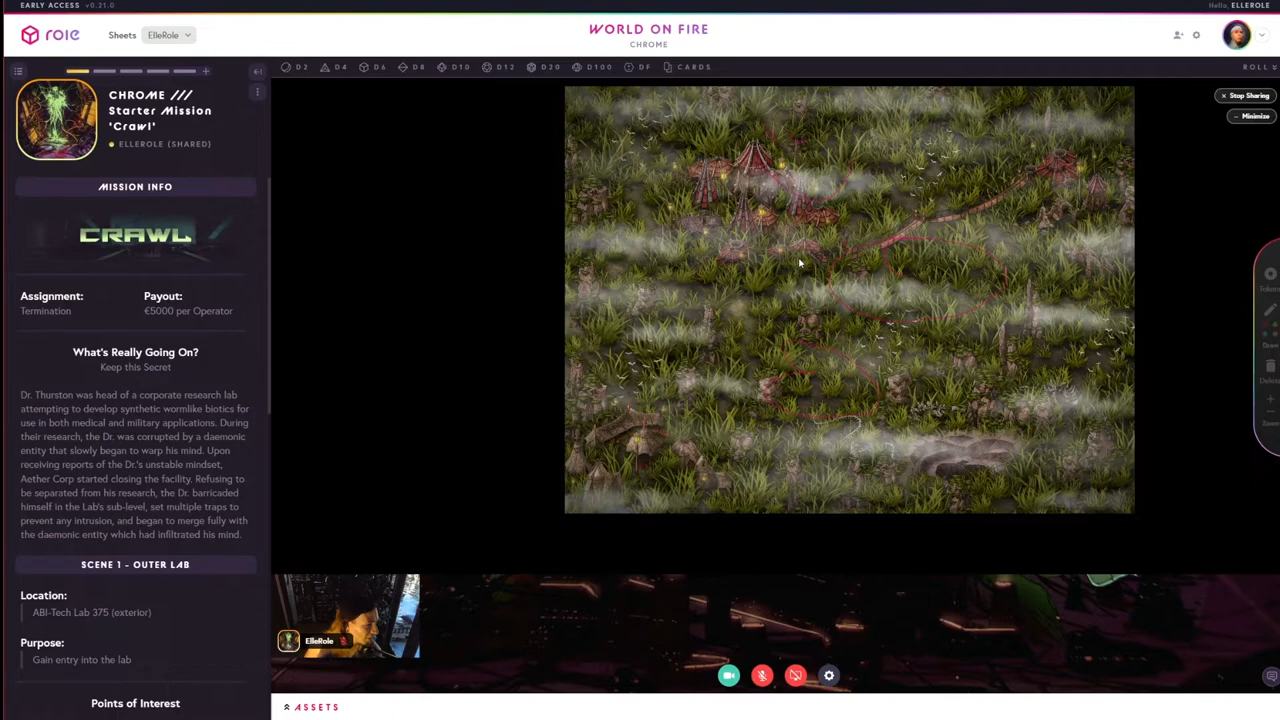 EARLY ACCESS v0.21.0
Hello, ELLEROLE
role
Sheets
ElleRole
WORLD ON FIRE
CHROME
D2
D4
D6
D8
D10
D12
D20
D100
DF
CARDS
ROLL
CHROME ///
Starter Mission
'Crawl'
ELLEROLE (SHARED)
MISSION INFO
CRAWL
Assignment:
Termination
Payout:
€5000 per Operator
What's Really Going On?
Keep this Secret
Dr. Thurston was head of a corporate research lab
attempting to develop synthetic wormlike biotics for
use in both medical and military applications. During
their research, the Dr. was corrupted by a daemonic
entity that slowly began to warp his mind. Upon
receiving reports of the Dr.'s unstable mindset,
Aether Corp started closing the facility. Refusing to
be separated from his research, the Dr. barricaded
himself in the Lab's sub-level, set multiple traps to
prevent any intrusion, and began to merge fully with
the daemonic entity which had infiltrated his mind.
SCENE 1 - OUTER LAB
Location:
ABI-Tech Lab 375 (exterior)
Purpose:
Gain entry into the lab
Points of Interest
× Stop Sharing
– Minimize
Tokens
Draw
Delete
Zoom
ElleRole
ASSETS